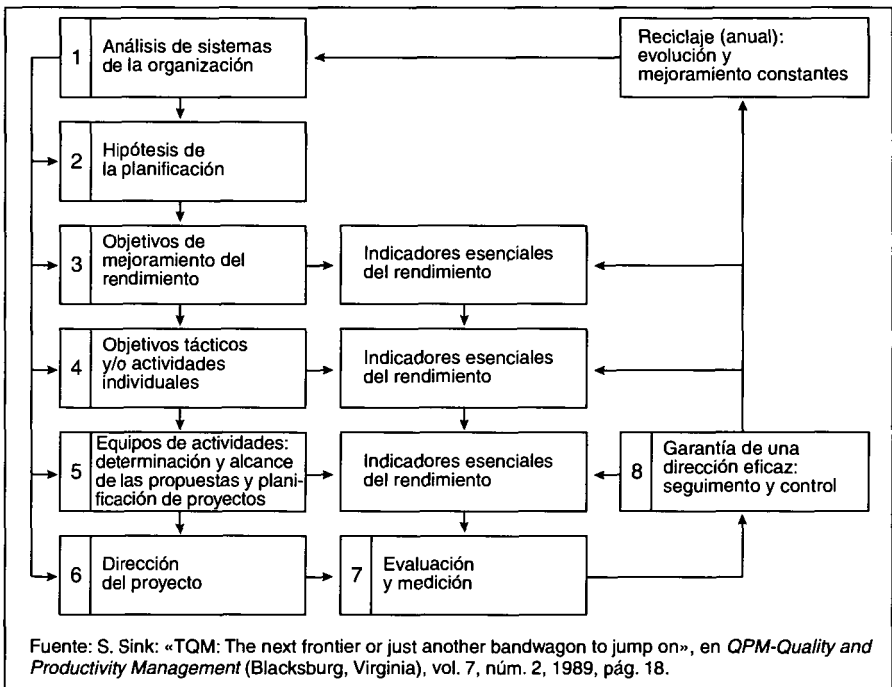 1
Análisis de sistemas
de la organización
Reciclaje (anual):
evolución y
mejoramiento constantes
2
Hipótesis de
la planificación
3
Objetivos de
mejoramiento del
rendimiento
Indicadores esenciales
del rendimiento
4
Objetivos tácticos
y/o actividades
individuales
Indicadores esenciales
del rendimiento
5
Equipos de actividades:
determinación y alcance
de las propuestas y plani-
ficación de proyectos
Indicadores esenciales
del rendimiento
8
Garantía de una
dirección eficaz:
seguimento y control
6
Dirección
del proyecto
7
Evaluación
y medición
Fuente: S. Sink: «TQM: The next frontier or just another bandwagon to jump on», en QPM-Quality and
Productivity Management (Blacksburg, Virginia), vol. 7, núm. 2, 1989, pág. 18.